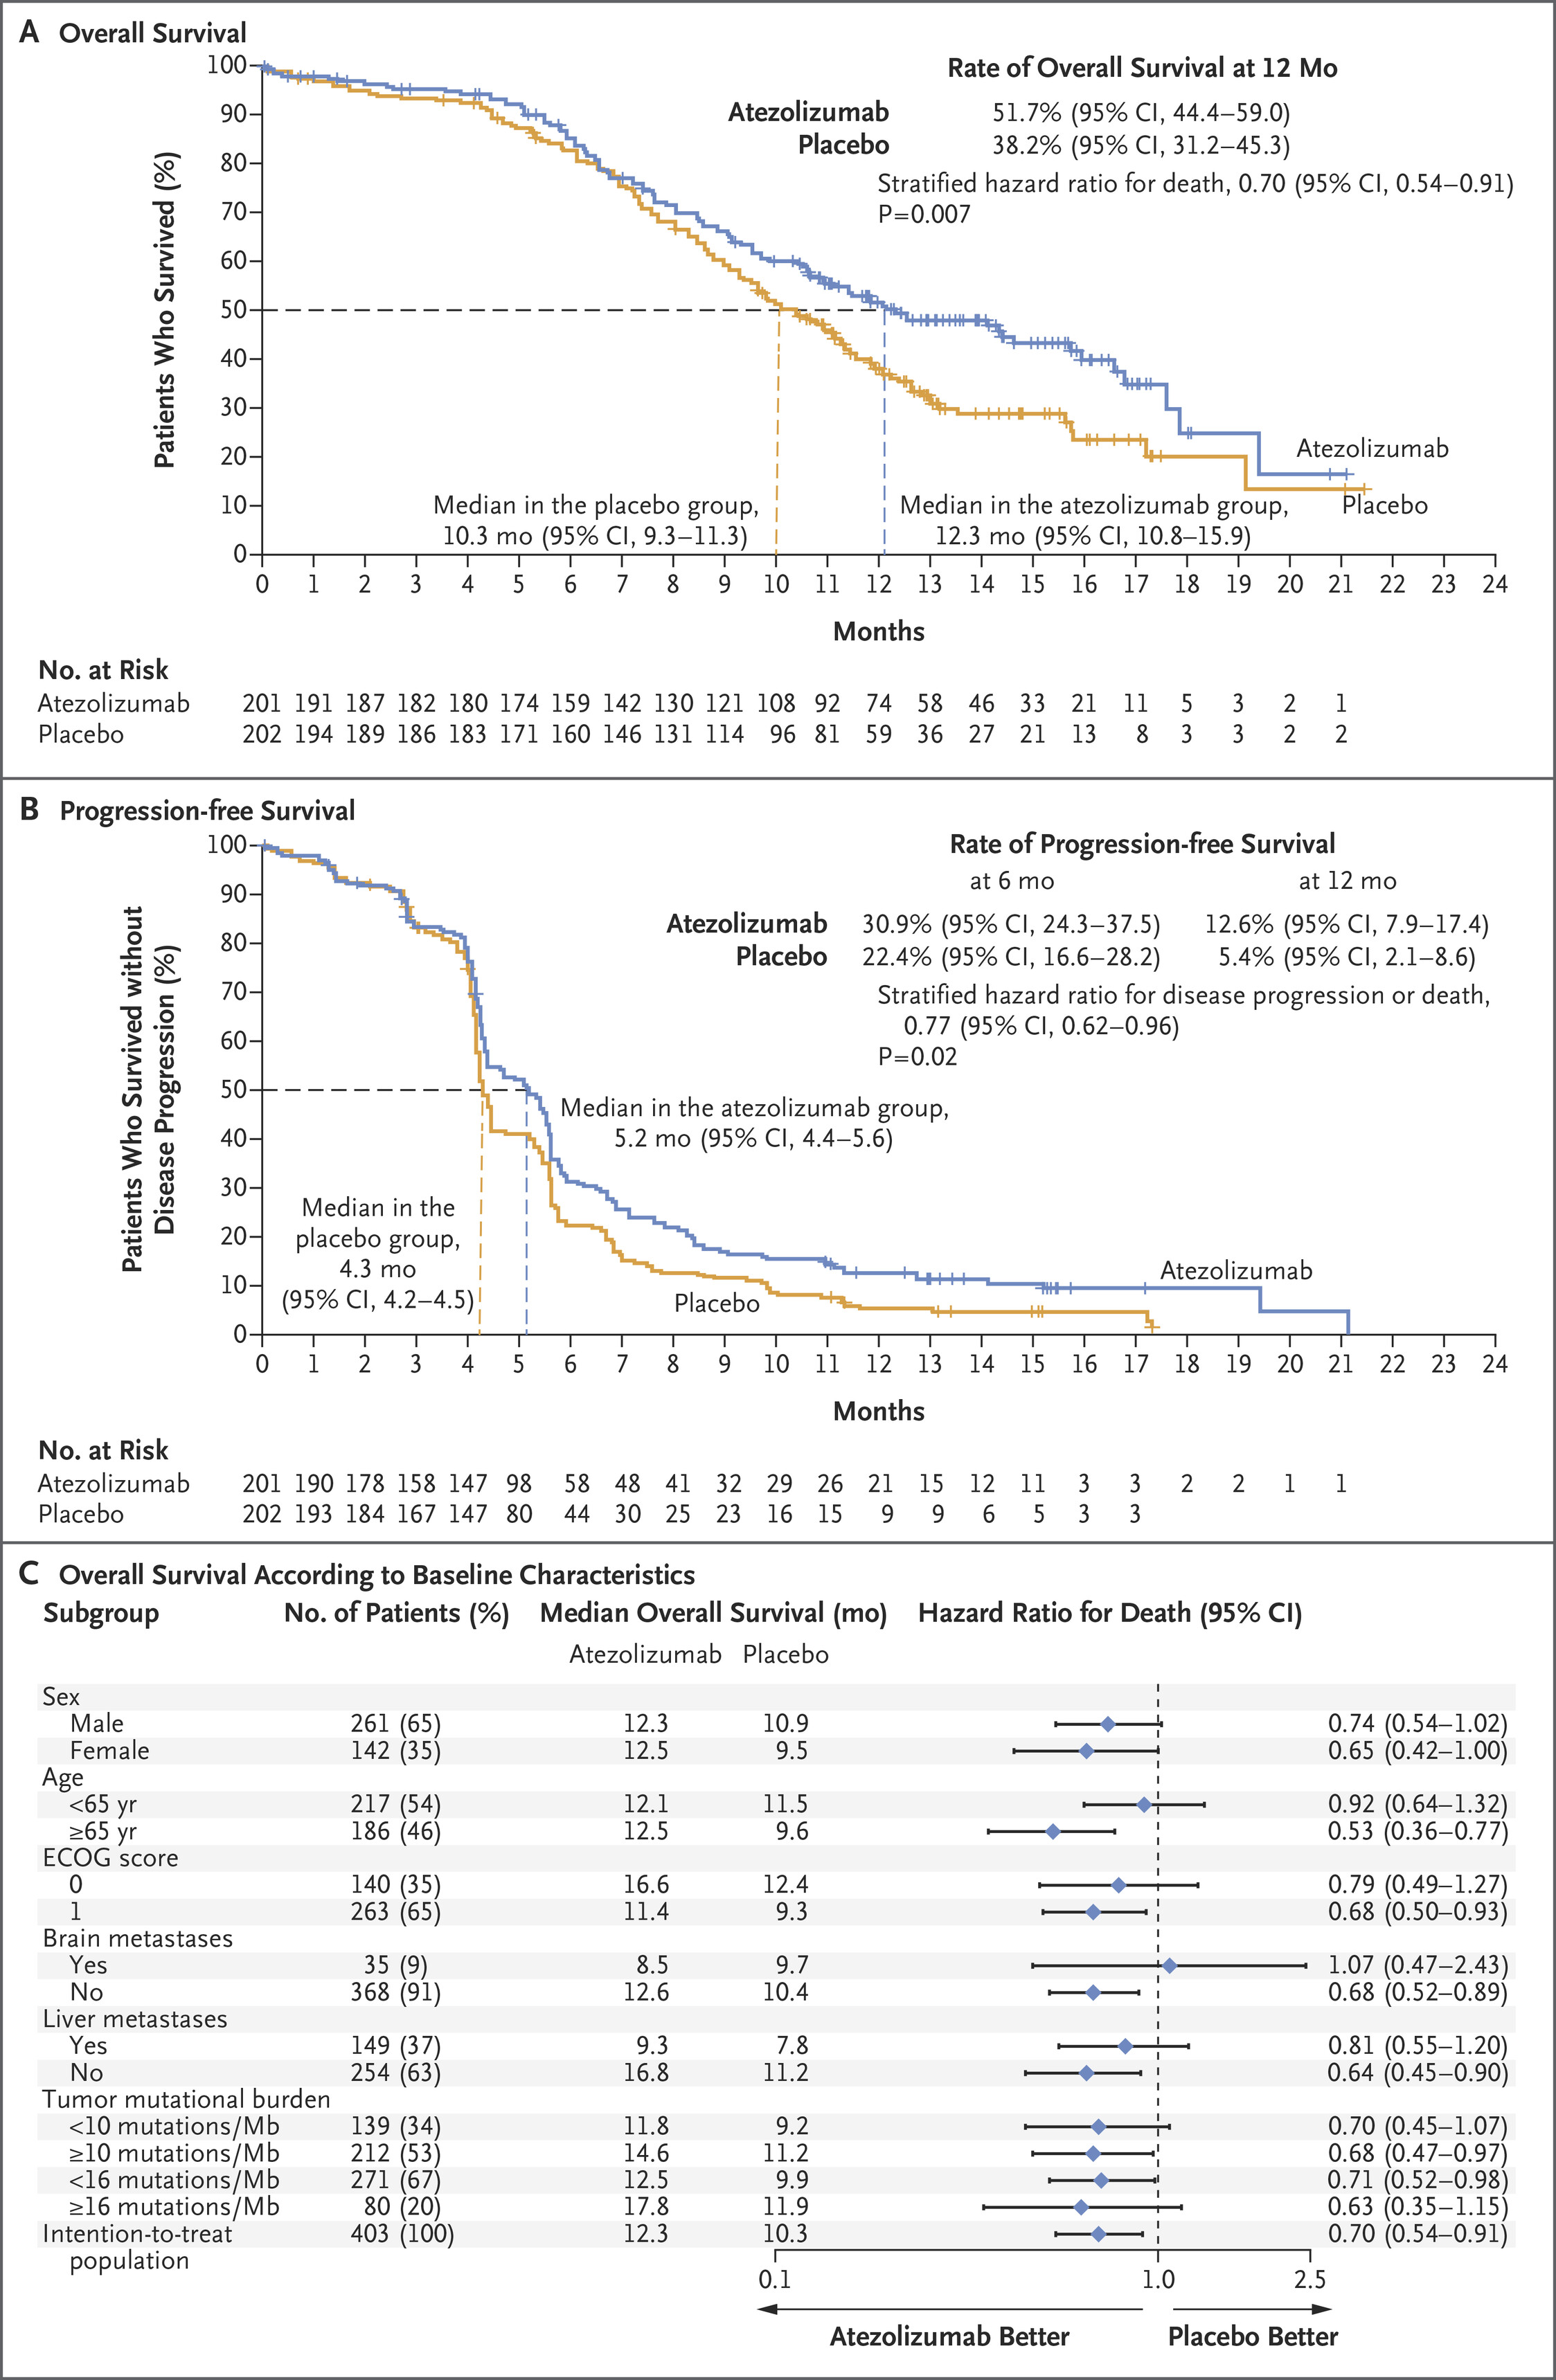 A Overall Survival
Patients Who Survived (%)
100
90
80
70
60
50
40
30
20
10
0
Rate of Overall Survival at 12 Mo
Atezolizumab 51.7% (95% CI, 44.4–59.0)
Placebo 38.2% (95% CI, 31.2–45.3)
Stratified hazard ratio for death, 0.70 (95% CI, 0.54–0.91)
P=0.007
Atezolizumab
Placebo
Median in the placebo group,
10.3 mo (95% CI, 9.3–11.3)
Median in the atezolizumab group,
12.3 mo (95% CI, 10.8–15.9)
0 1 2 3 4 5 6 7 8 9 10 11 12 13 14 15 16 17 18 19 20 21 22 23 24
Months
No. at Risk
Atezolizumab 201 191 187 182 180 174 159 142 130 121 108 92 74 58 46 33 21 11 5 3 2 1
Placebo 202 194 189 186 183 171 160 146 131 114 96 81 59 36 27 21 13 8 3 3 2 2
B Progression-free Survival
Patients Who Survived without
Disease Progression (%)
100
90
80
70
60
50
40
30
20
10
0
Rate of Progression-free Survival
at 6 mo at 12 mo
Atezolizumab 30.9% (95% CI, 24.3–37.5) 12.6% (95% CI, 7.9–17.4)
Placebo 22.4% (95% CI, 16.6–28.2) 5.4% (95% CI, 2.1–8.6)
Stratified hazard ratio for disease progression or death,
0.77 (95% CI, 0.62–0.96)
P=0.02
Median in the atezolizumab group,
5.2 mo (95% CI, 4.4–5.6)
Median in the
placebo group,
4.3 mo
(95% CI, 4.2–4.5)
Atezolizumab
Placebo
0 1 2 3 4 5 6 7 8 9 10 11 12 13 14 15 16 17 18 19 20 21 22 23 24
Months
No. at Risk
Atezolizumab 201 190 178 158 147 98 58 48 41 32 29 26 21 15 12 11 3 3 2 2 1 1
Placebo 202 193 184 167 147 80 44 30 25 23 16 15 9 9 6 5 3 3
C Overall Survival According to Baseline Characteristics
Subgroup No. of Patients (%) Median Overall Survival (mo) Hazard Ratio for Death (95% CI)
Atezolizumab Placebo
Sex
Male 261 (65) 12.3 10.9 0.74 (0.54–1.02)
Female 142 (35) 12.5 9.5 0.65 (0.42–1.00)
Age
<65 yr 217 (54) 12.1 11.5 0.92 (0.64–1.32)
≥65 yr 186 (46) 12.5 9.6 0.53 (0.36–0.77)
ECOG score
0 140 (35) 16.6 12.4 0.79 (0.49–1.27)
1 263 (65) 11.4 9.3 0.68 (0.50–0.93)
Brain metastases
Yes 35 (9) 8.5 9.7 1.07 (0.47–2.43)
No 368 (91) 12.6 10.4 0.68 (0.52–0.89)
Liver metastases
Yes 149 (37) 9.3 7.8 0.81 (0.55–1.20)
No 254 (63) 16.8 11.2 0.64 (0.45–0.90)
Tumor mutational burden
<10 mutations/Mb 139 (34) 11.8 9.2 0.70 (0.45–1.07)
≥10 mutations/Mb 212 (53) 14.6 11.2 0.68 (0.47–0.97)
<16 mutations/Mb 271 (67) 12.5 9.9 0.71 (0.52–0.98)
≥16 mutations/Mb 80 (20) 17.8 11.9 0.63 (0.35–1.15)
Intention-to-treat 403 (100) 12.3 10.3 0.70 (0.54–0.91)
population
0.1 1.0 2.5
Atezolizumab Better Placebo Better